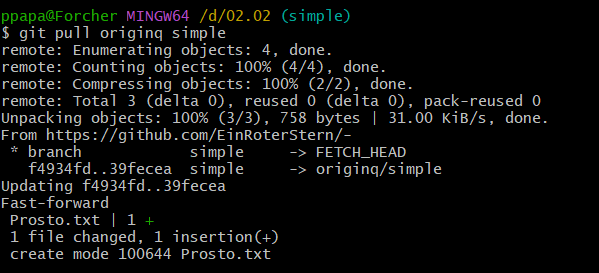 ppapa@Forcher MINGW64 /d/02.02 (simple)
$ git pull originq simple
remote: Enumerating objects: 4, done.
remote: Counting objects: 100% (4/4), done.
remote: Compressing objects: 100% (2/2), done.
remote: Total 3 (delta 0), reused 0 (delta 0), pack-reused 0
Unpacking objects: 100% (3/3), 758 bytes | 31.00 KiB/s, done.
From https://github.com/EinRoterStern/-
 * branch            simple     -> FETCH_HEAD
   f4934fd..39fecea  simple     -> originq/simple
Updating f4934fd..39fecea
Fast-forward
 Prosto.txt | 1 +
 1 file changed, 1 insertion(+)
 create mode 100644 Prosto.txt